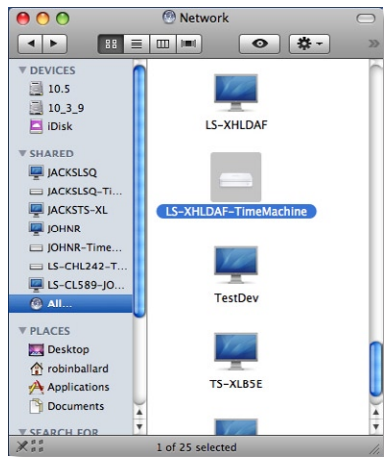 Network
DEVICES
10.5
10_3_9
iDisk
SHARED
JACKSLSQ
JACKSLSQ-Ti...
JACKSTS-XL
JOHNR
JOHNR-Time...
LS-CHL242-T...
LS-CL589-JO...
All...
PLACES
Desktop
robinballard
Applications
Documents
SEARCH FOR
LS-XHLDAF
LS-XHLDAF-TimeMachine
TestDev
TS-XLB5E
1 of 25 selected